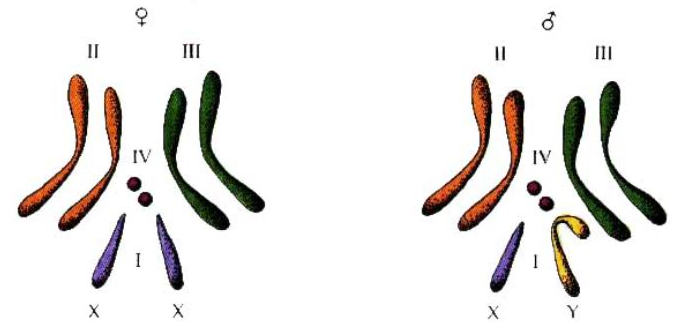 ♀ ♂
II III II III
IV IV
I I
X X X Y